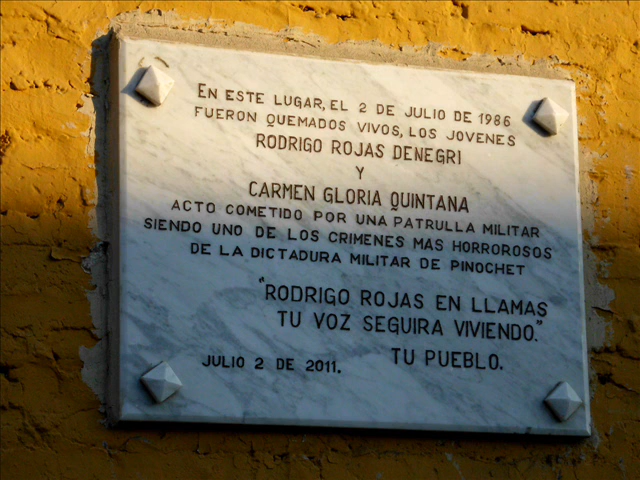 EN ESTE LUGAR, EL 2 DE JULIO DE 1986
FUERON QUEMADOS VIVOS, LOS JOVENES
RODRIGO ROJAS DENEGRI
Y
CARMEN GLORIA QUINTANA
ACTO COMETIDO POR UNA PATRULLA MILITAR
SIENDO UNO DE LOS CRIMENES MAS HORROROSOS
DE LA DICTADURA MILITAR DE PINOCHET
"RODRIGO ROJAS EN LLAMAS
TU VOZ SEGUIRA VIVIENDO."
JULIO 2 DE 2011. TU PUEBLO.